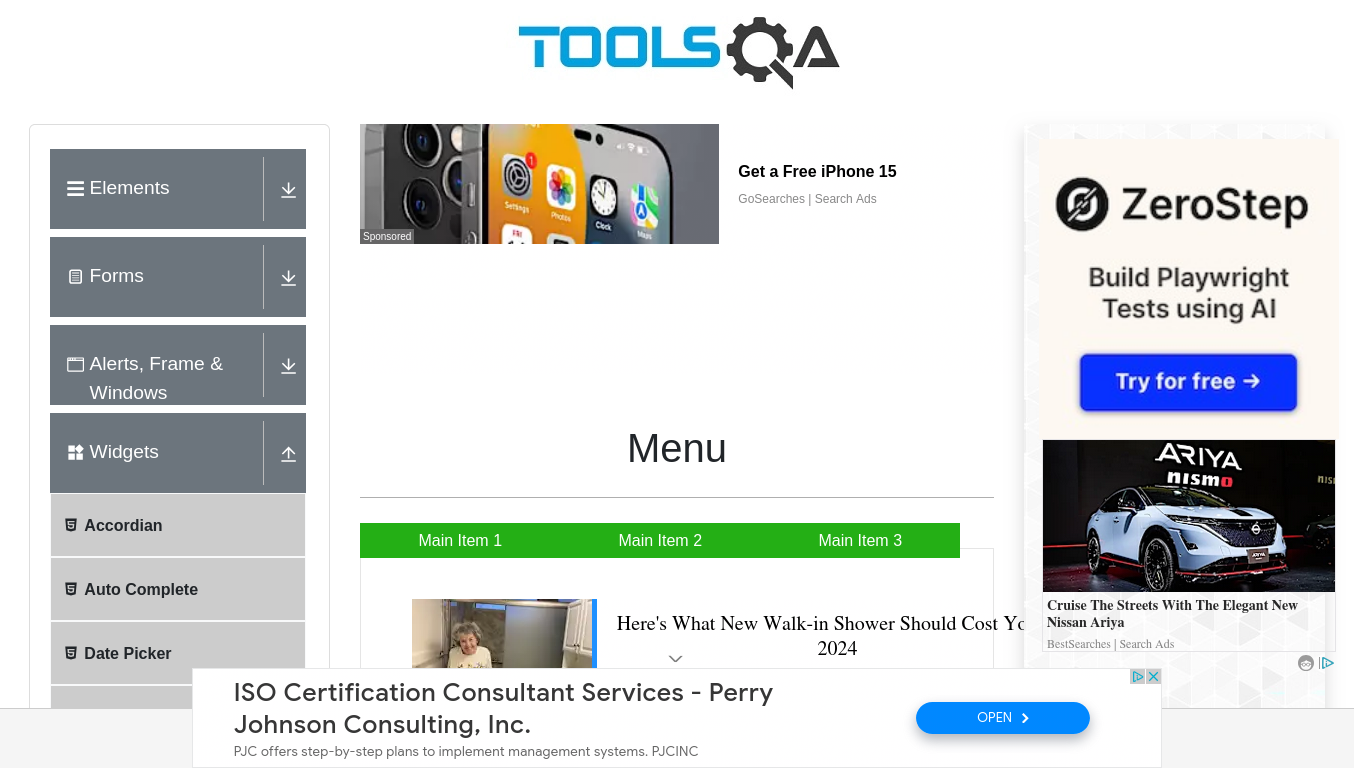 TOOLSQA
Elements
Forms
Alerts, Frame &
Windows
Widgets
Accordian
Auto Complete
Date Picker
1
Settings
Photos
Clock
Maps
FRI
Sponsored
Get a Free iPhone 15
GoSearches | Search Ads
Menu
Main Item 1
Main Item 2
Main Item 3
Here's What New Walk-in Shower Should Cost Yo
2024
ZeroStep
Build Playwright
Tests using AI
Try for free →
ARIYA
nismo
ARIYA
Cruise The Streets With The Elegant New
Nissan Ariya
BestSearches | Search Ads
ISO Certification Consultant Services - Perry
Johnson Consulting, Inc.
PJC offers step-by-step plans to implement management systems. PJCINC
OPEN